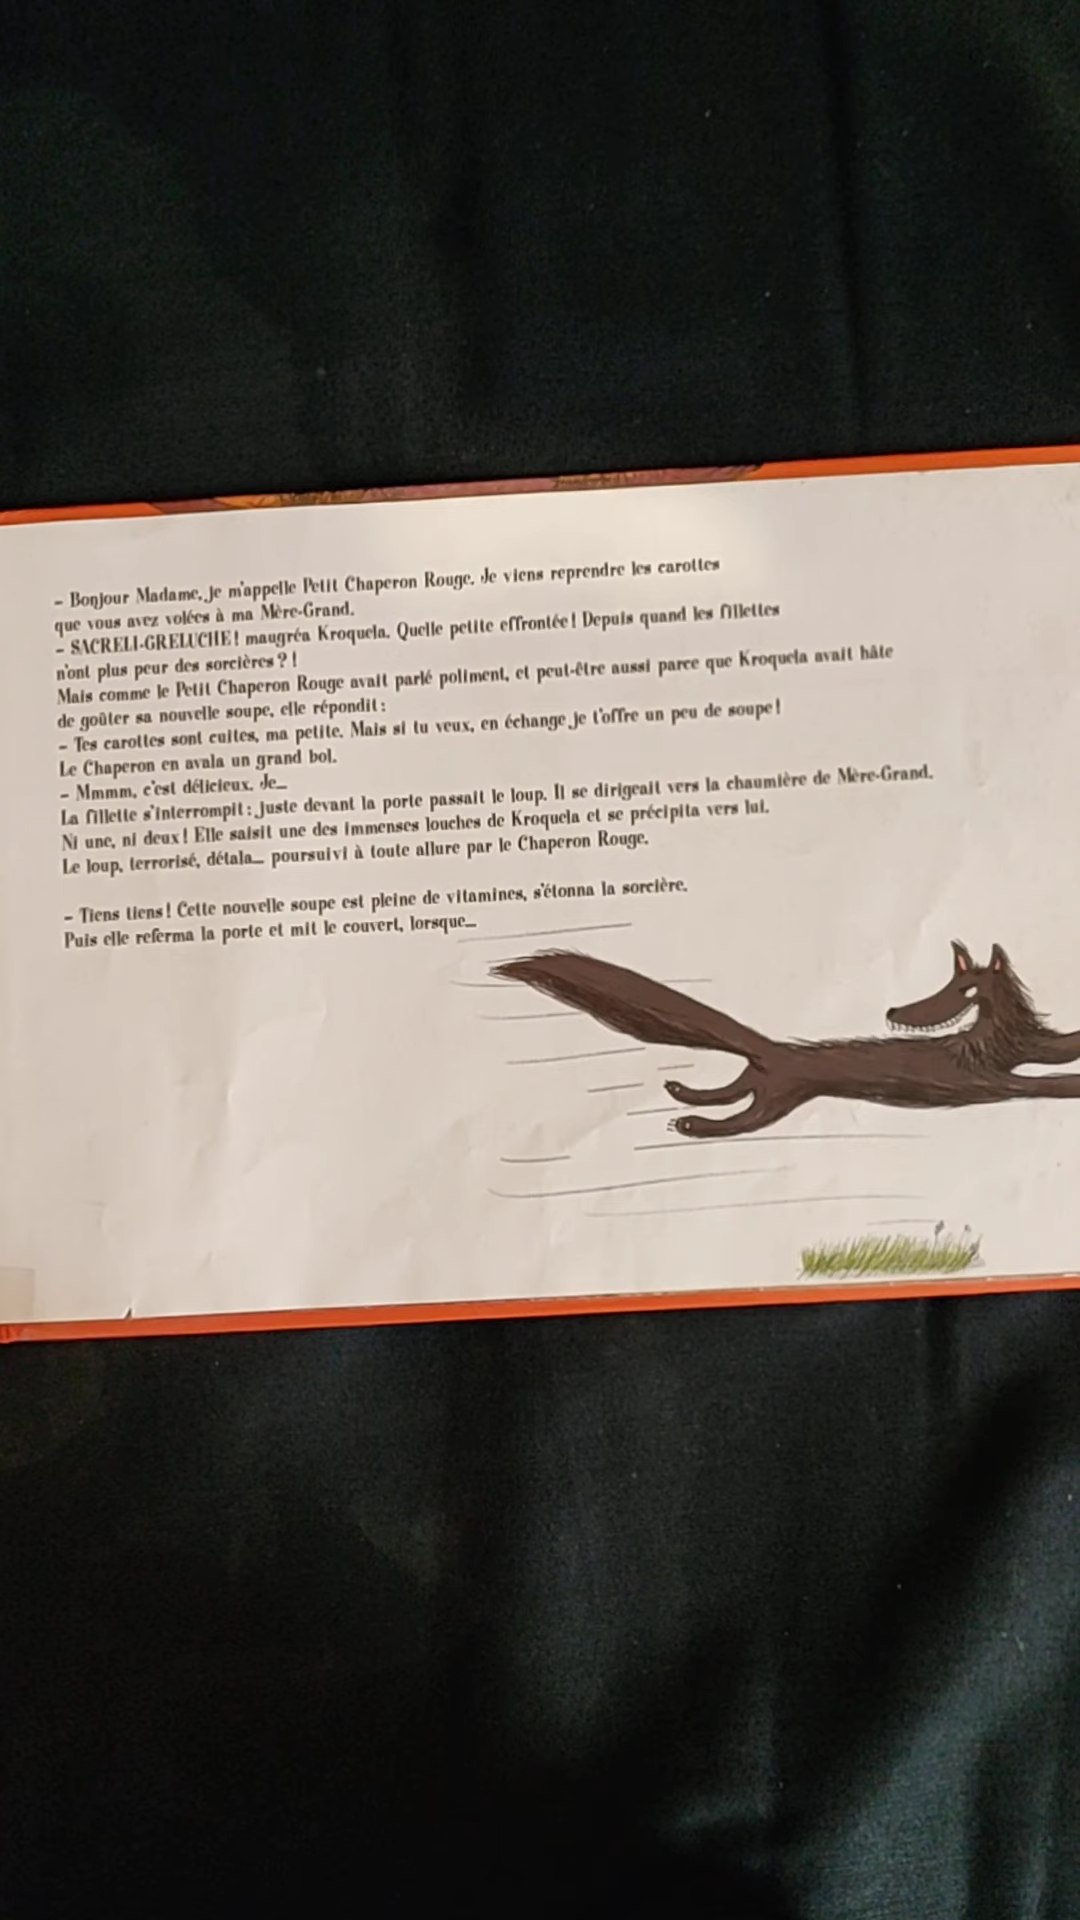 - Bonjour Madame, je m'appelle Petit Chaperon Rouge. Je viens reprendre les carottes
que vous avez volées à ma Mère-Grand.
- SACRELI-GRELUCHE! maugréa Kroquela. Quelle petite effrontée! Depuis quand les fillettes
n'ont plus peur des sorcières?!
Mais comme le Petit Chaperon Rouge avait parlé poliment, et peut-être aussi parce que Kroquela avait hâte
de goûter sa nouvelle soupe, elle répondit:
- Tes carottes sont cuites, ma petite. Mais si tu veux, en échange je t'offre un peu de soupe!
Le Chaperon en avala un grand bol.
- Mmmm, c'est délicieux. Je...
La fillette s'interrompit: juste devant la porte passait le loup. Il se dirigeait vers la chaumière de Mère-Grand.
Ni une, ni deux! Elle saisit une des immenses louches de Kroquela et se précipita vers lui.
Le loup, terrorisé, détala... poursuivi à toute allure par le Chaperon Rouge.
- Tiens tiens! Cette nouvelle soupe est pleine de vitamines, s'étonna la sorcière.
Puis elle referma la porte et mit le couvert, lorsque...